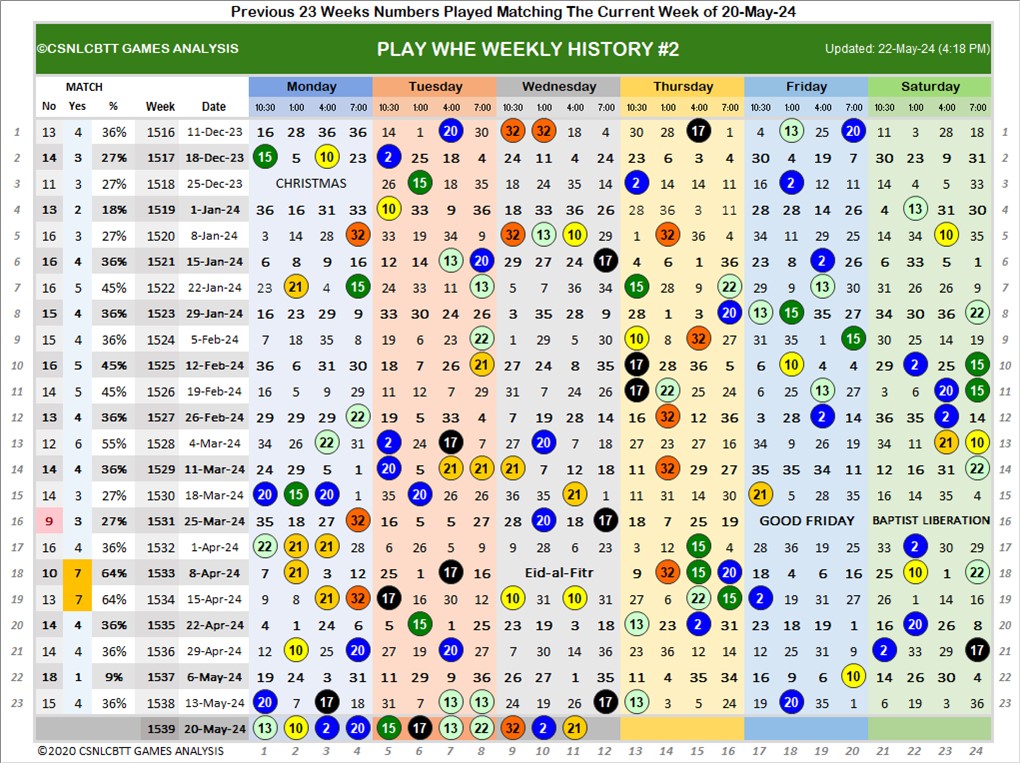 Previous 23 Weeks Numbers Played Matching The Current Week of 20-May-24
©CSNLCBTT GAMES ANALYSIS PLAY WHE WEEKLY HISTORY #2 Updated: 22-May-24 (4:18 PM)
MATCH Monday Tuesday Wednesday Thursday Friday Saturday
No Yes % Week Date 10:30 1:00 4:00 7:00 10:30 1:00 4:00 7:00 10:30 1:00 4:00 7:00 10:30 1:00 4:00 7:00 10:30 1:00 4:00 7:00 10:30 1:00 4:00 7:00
1 13 4 36% 1516 11-Dec-23 16 28 36 36 14 1 20 30 32 32 18 4 30 28 17 1 4 13 25 20 11 3 28 18 1
2 14 3 27% 1517 18-Dec-23 15 5 10 23 2 25 18 4 24 11 4 24 23 6 3 4 30 4 19 7 30 23 9 31 2
3 11 3 27% 1518 25-Dec-23 CHRISTMAS 26 15 18 35 18 24 35 14 2 14 14 11 16 2 12 11 14 4 5 33 3
4 13 2 18% 1519 1-Jan-24 36 16 31 33 10 33 9 36 18 33 36 26 28 36 3 11 28 28 14 26 4 13 31 30 4
5 16 3 27% 1520 8-Jan-24 3 14 28 32 33 19 34 9 32 13 10 29 1 32 36 4 34 11 29 25 14 34 10 35 5
6 16 4 36% 1521 15-Jan-24 6 8 9 16 12 14 13 20 29 27 24 17 4 6 1 36 23 8 2 26 6 33 5 1 6
7 16 5 45% 1522 22-Jan-24 23 21 4 15 24 33 11 13 5 7 36 34 15 28 9 22 29 9 13 30 31 26 26 9 7
8 15 4 36% 1523 29-Jan-24 16 23 29 9 33 30 24 26 3 35 28 9 28 1 3 20 13 15 35 27 34 30 36 22 8
9 15 4 36% 1524 5-Feb-24 7 18 35 8 19 6 23 22 1 29 5 30 10 8 32 27 31 35 1 15 30 25 14 19 9
10 16 5 45% 1525 12-Feb-24 36 6 31 30 18 7 26 21 27 24 8 35 17 28 36 5 6 10 4 4 29 2 25 15 10
11 14 5 45% 1526 19-Feb-24 16 5 9 29 11 12 7 29 31 7 24 26 17 22 25 24 6 25 13 27 3 6 20 15 11
12 13 4 36% 1527 26-Feb-24 29 29 29 22 19 5 33 4 7 19 28 14 16 32 12 36 3 28 2 14 36 35 2 14 12
13 12 6 55% 1528 4-Mar-24 34 26 22 31 2 24 17 7 27 20 7 18 27 23 27 16 34 9 26 19 34 11 21 10 13
14 14 4 36% 1529 11-Mar-24 24 29 5 1 20 5 21 21 21 7 12 18 11 32 29 27 35 35 34 11 12 16 31 22 14
15 14 3 27% 1530 18-Mar-24 20 15 20 1 35 20 26 26 36 35 21 1 11 31 14 30 21 5 28 35 16 14 35 4 15
16 9 3 27% 1531 25-Mar-24 35 18 27 32 16 5 5 27 28 20 18 17 18 7 25 19 GOOD FRIDAY BAPTIST LIBERATION 16
17 16 4 36% 1532 1-Apr-24 22 21 21 28 6 26 5 9 9 28 6 23 3 12 15 4 28 36 19 25 33 2 30 29 17
18 10 7 64% 1533 8-Apr-24 7 21 3 12 25 1 17 16 Eid-al-Fitr 9 32 15 20 18 4 6 16 25 10 1 22 18
19 13 7 64% 1534 15-Apr-24 9 8 21 32 17 16 30 12 10 31 10 31 27 6 22 15 2 19 31 27 26 1 14 16 19
20 14 4 36% 1535 22-Apr-24 4 1 24 6 5 15 1 25 23 19 3 18 13 23 2 31 23 18 19 1 16 20 26 8 20
21 14 4 36% 1536 29-Apr-24 12 10 25 20 27 19 20 27 7 30 14 36 23 36 12 14 12 25 31 9 2 33 29 17 21
22 18 1 9% 1537 6-May-24 19 24 3 31 11 29 9 36 26 27 1 35 11 4 35 34 16 9 6 10 14 26 30 4 22
23 15 4 36% 1538 13-May-24 20 7 17 18 31 7 13 13 24 19 26 17 13 3 5 24 19 20 35 1 6 19 3 36 23
1539 20-May-24 13 10 2 20 15 17 13 22 32 2 21
©2020 CSNLCBTT GAMES ANALYSIS 1 2 3 4 5 6 7 8 9 10 11 12 13 14 15 16 17 18 19 20 21 22 23 24